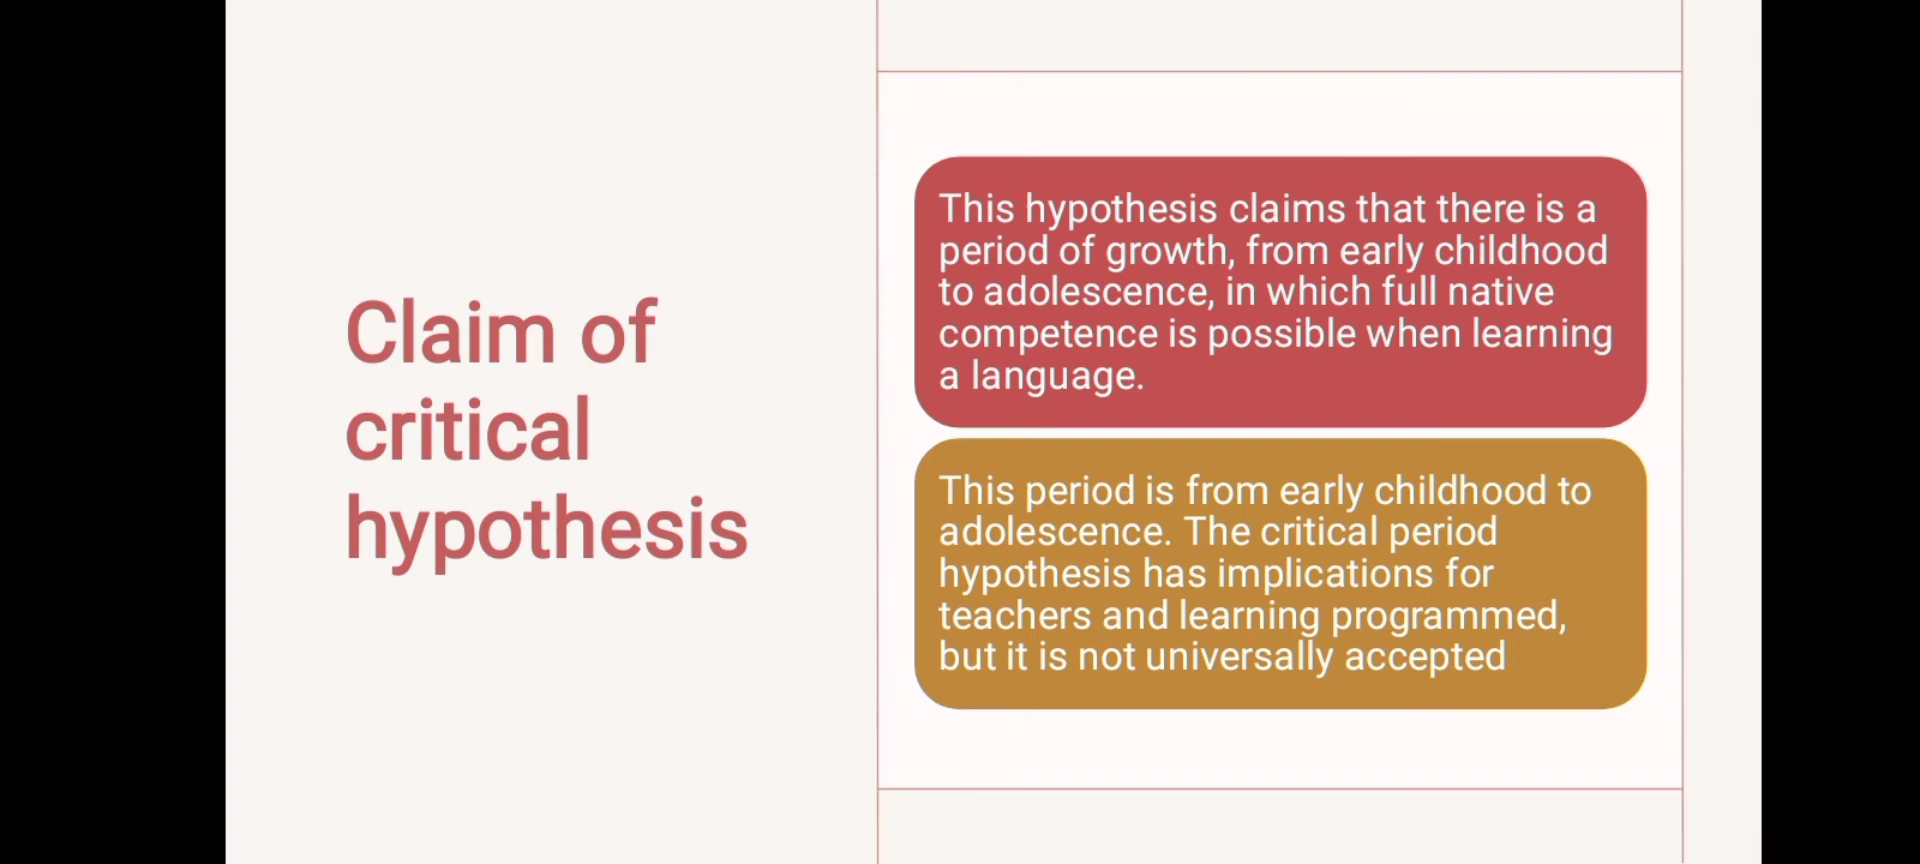 Claim of
critical
hypothesis
This hypothesis claims that there is a
period of growth, from early childhood
to adolescence, in which full native
competence is possible when learning
a language.
This period is from early childhood to
adolescence. The critical period
hypothesis has implications for
teachers and learning programmed,
but it is not universally accepted